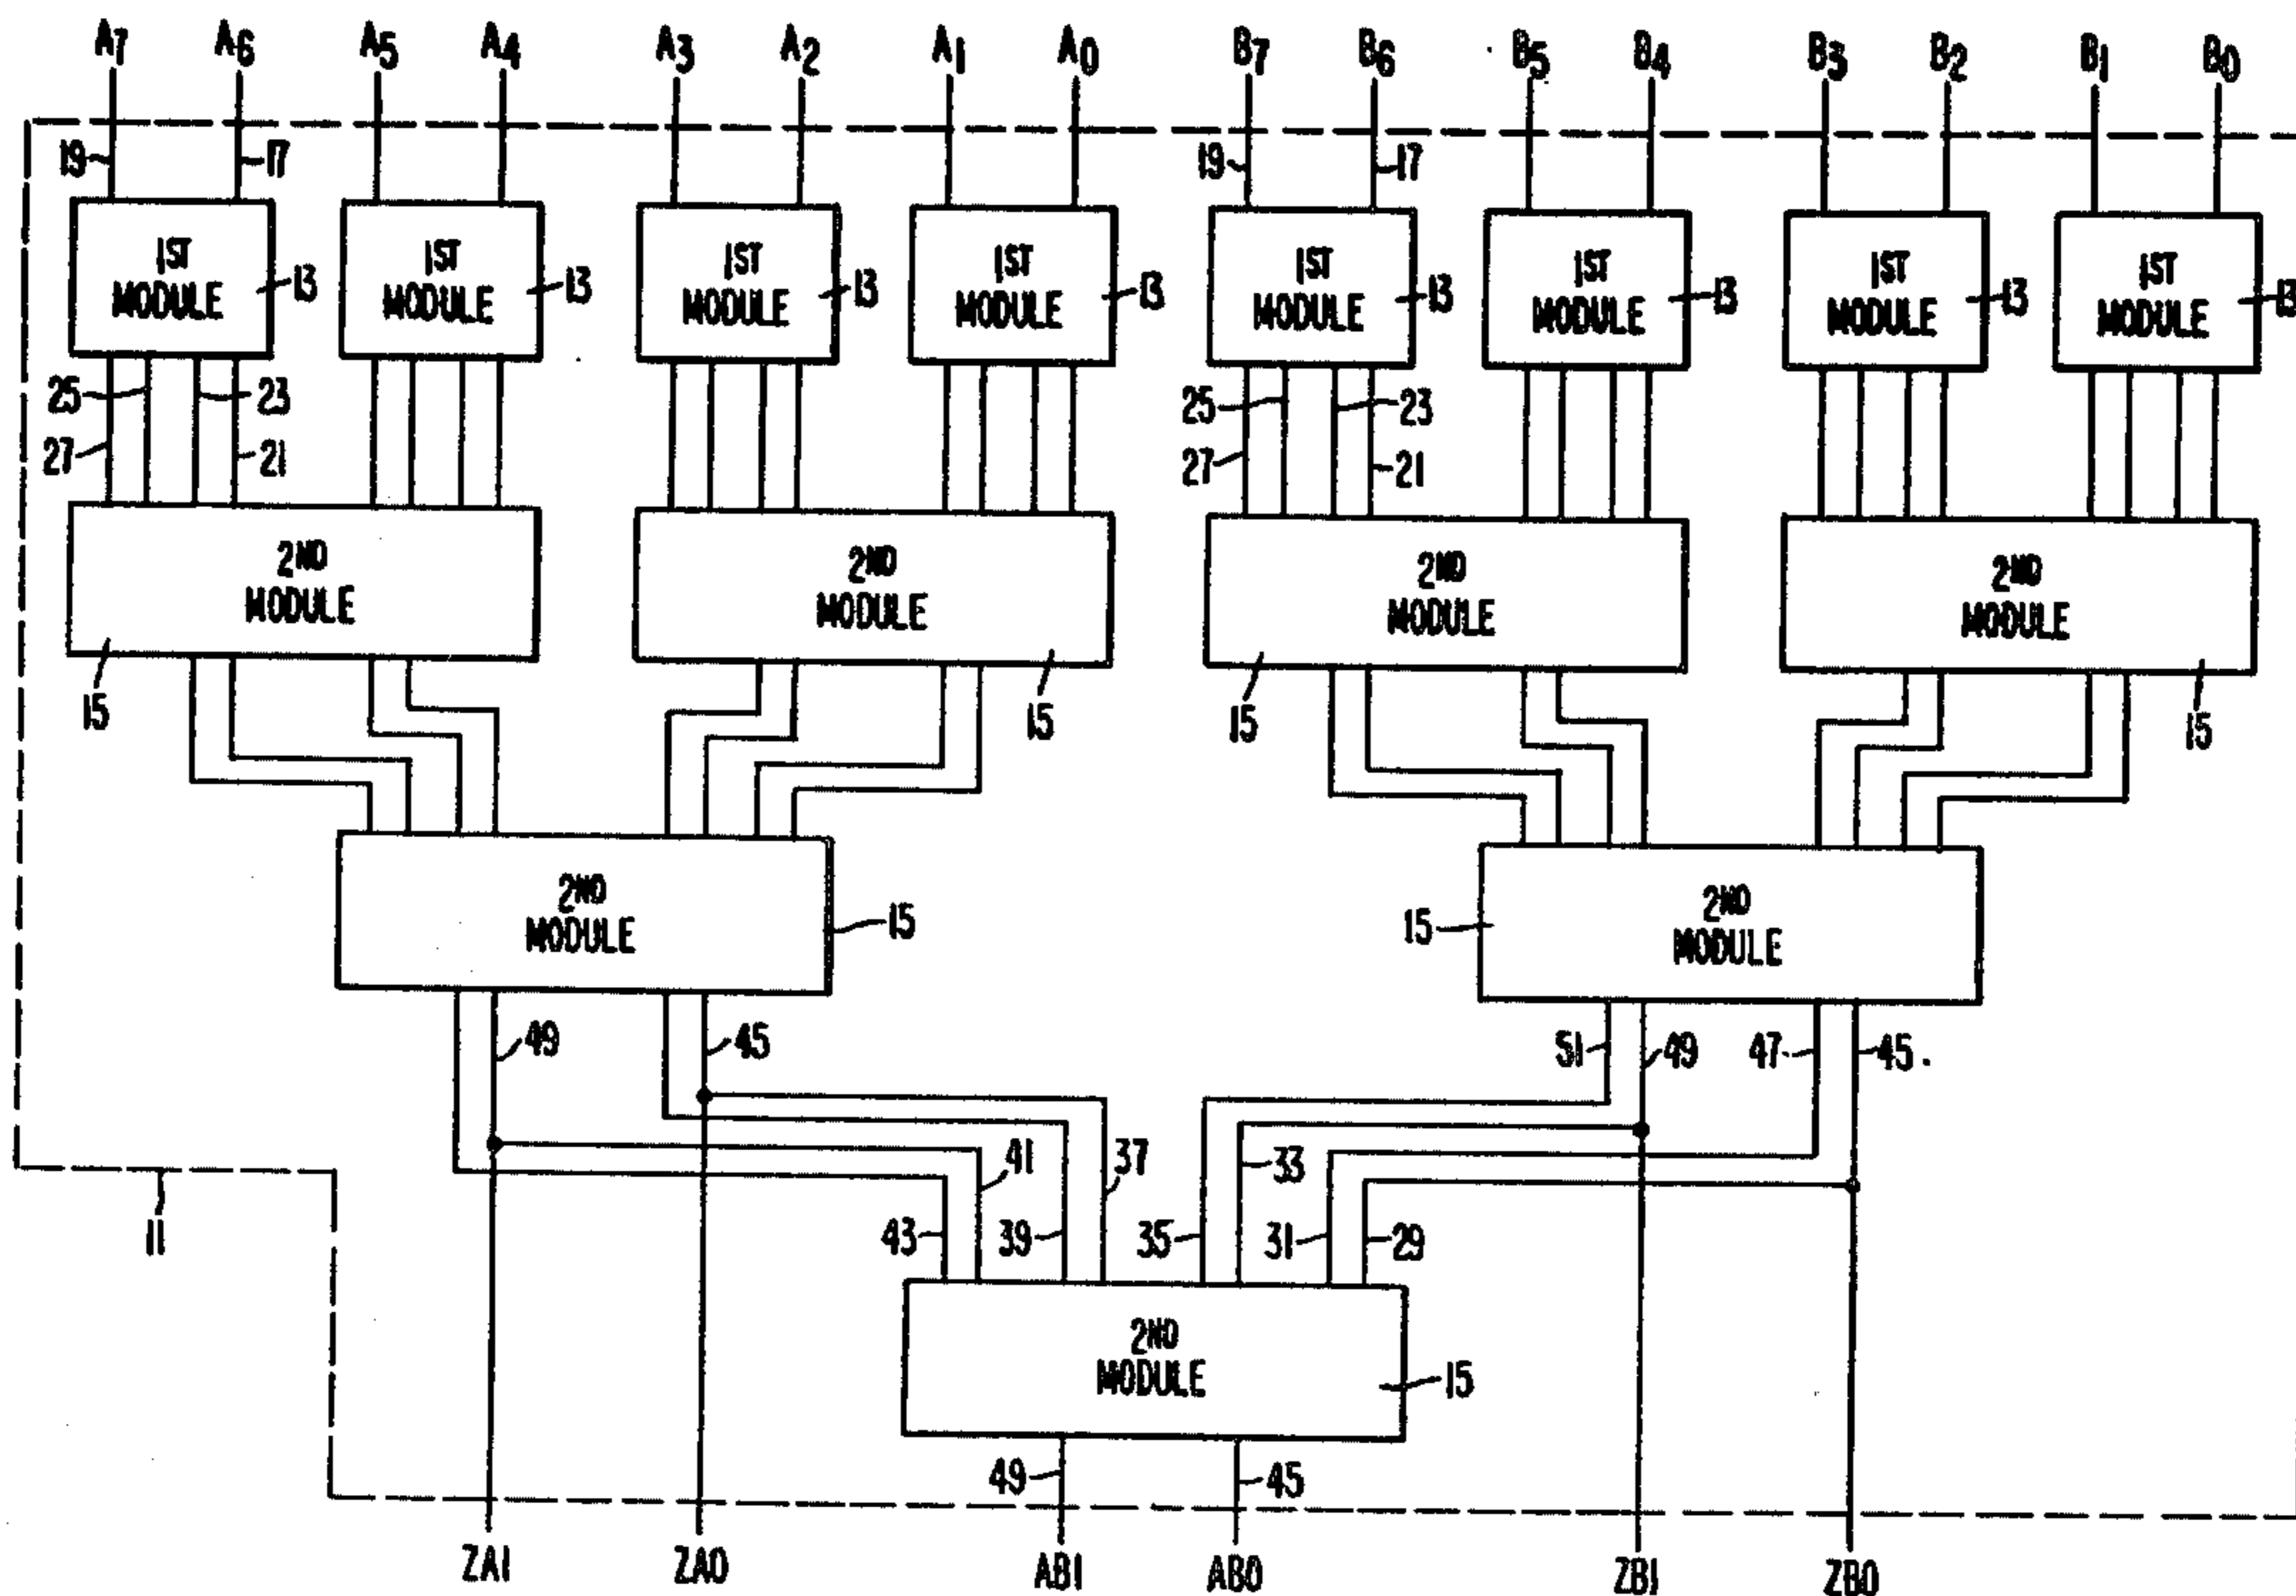 A7 A6 A5 A4 A3 A2 A1 A0 B7 B6 B5 B4 B3 B2 B1 B0
19 17 19 17
1ST MODULE 13
1ST MODULE 13
1ST MODULE 13
1ST MODULE 13
1ST MODULE 13
1ST MODULE 13
1ST MODULE 13
1ST MODULE 13
25 23 25 23
27 21 27 21
2ND MODULE
2ND MODULE
2ND MODULE
2ND MODULE
15 15 15 15
2ND MODULE 15
15 2ND MODULE
49 45 51 49 47 45
41 37 33
11 43 39 35 31 29
2ND MODULE 15
49 45
ZA1 ZA0 AB1 AB0 ZB1 ZB0